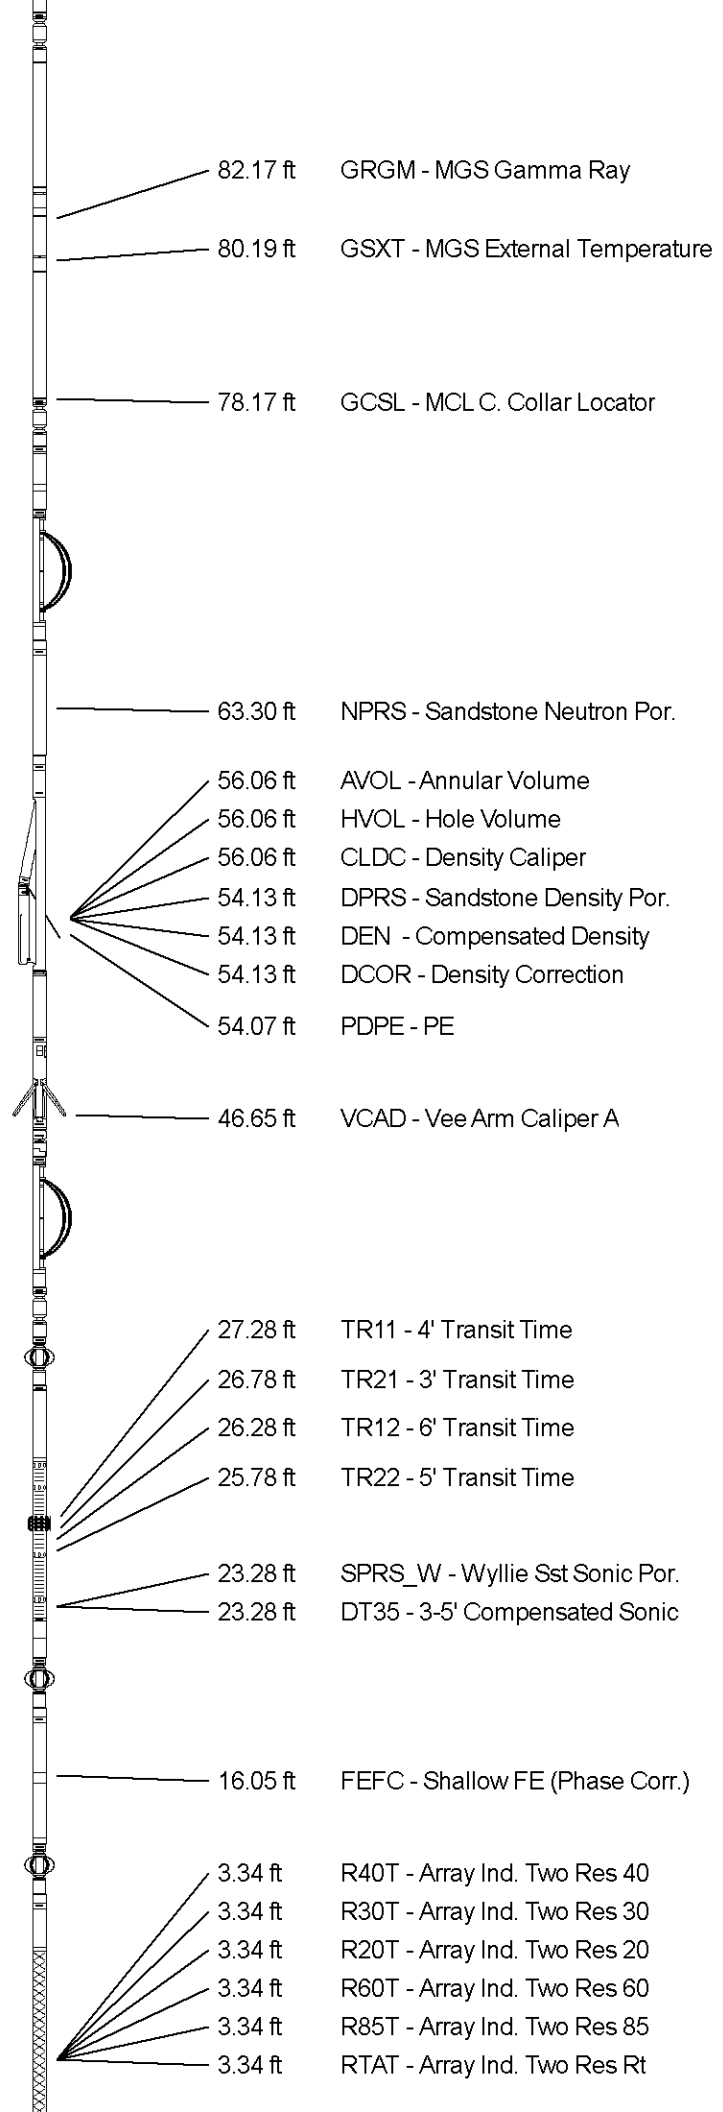 82.17 ft GRGM - MGS Gamma Ray
80.19 ft GSXT - MGS External Temperature
78.17 ft GCSL - MCL C. Collar Locator
63.30 ft NPRS - Sandstone Neutron Por.
56.06 ft AVOL - Annular Volume
56.06 ft HVOL - Hole Volume
56.06 ft CLDC - Density Caliper
54.13 ft DPRS - Sandstone Density Por.
54.13 ft DEN - Compensated Density
54.13 ft DCOR - Density Correction
54.07 ft PDPE - PE
46.65 ft VCAD - Vee Arm Caliper A
27.28 ft TR11 - 4' Transit Time
26.78 ft TR21 - 3' Transit Time
26.28 ft TR12 - 6' Transit Time
25.78 ft TR22 - 5' Transit Time
23.28 ft SPRS_W - Wyllie Sst Sonic Por.
23.28 ft DT35 - 3-5' Compensated Sonic
16.05 ft FEFC - Shallow FE (Phase Corr.)
3.34 ft R40T - Array Ind. Two Res 40
3.34 ft R30T - Array Ind. Two Res 30
3.34 ft R20T - Array Ind. Two Res 20
3.34 ft R60T - Array Ind. Two Res 60
3.34 ft R85T - Array Ind. Two Res 85
3.34 ft RTAT - Array Ind. Two Res Rt